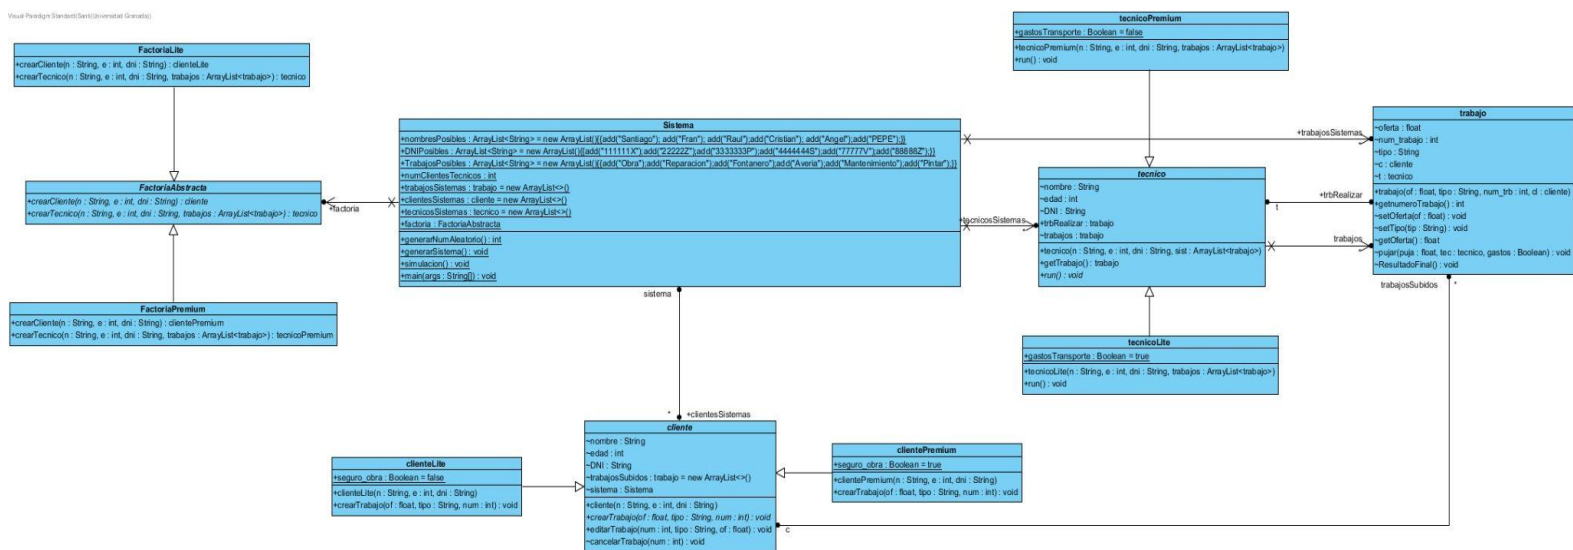 Visual Paradigm Standard(Santi(Universidad Granada))
FactoriaLite
+crearCliente(n : String, e : int, dni : String) : clienteLite
+crearTecnico(n : String, e : int, dni : String, trabajos : ArrayList<trabajo>) : tecnico
FactoriaAbstracta
+crearCliente(n : String, e : int, dni : String) : cliente
+crearTecnico(n : String, e : int, dni : String, trabajos : ArrayList<trabajo>) : tecnico
+factoria
FactoriaPremium
+crearCliente(n : String, e : int, dni : String) : clientePremium
+crearTecnico(n : String, e : int, dni : String, trabajos : ArrayList<trabajo>) : tecnicoPremium
Sistema
+nombresPosibles : ArrayList<String> = new ArrayList(){{add("Santiago"); add("Fran"); add("Raul");add("Cristian"); add("Angel");add("PEPE");}}
+DNIPosibles : ArrayList<String> = new ArrayList(){{add("111111X");add("22222Z");add("3333333P");add("4444444S");add("77777V");add("88888Z");}}
+TrabajosPosibles : ArrayList<String> = new ArrayList(){{add("Obra");add("Reparacion");add("Fontanero");add("Averia");add("Mantenimiento");add("Pintar");}}
+numClientesTecnicos : int
+trabajosSistemas : trabajo = new ArrayList<>()
+clientesSistemas : cliente = new ArrayList<>()
+tecnicosSistemas : tecnico = new ArrayList<>()
+factoria : FactoriaAbstracta
+generarNumAleatorio() : int
+generarSistema() : void
+simulacion() : void
+main(args : String[]) : void
sistema
* +clientesSistemas
+tecnicosSistemas
+trabajosSistemas
tecnicoPremium
+gastosTransporte : Boolean = false
+tecnicoPremium(n : String, e : int, dni : String, trabajos : ArrayList<trabajo>)
+run() : void
tecnico
~nombre : String
~edad : int
~DNI : String
+trbRealizar : trabajo
~trabajos : trabajo
+tecnico(n : String, e : int, dni : String, sist : ArrayList<trabajo>)
+getTrabajo() : trabajo
+run() : void
+trbRealizar
t
trabajos
tecnicoLite
+gastosTransporte : Boolean = true
+tecnicoLite(n : String, e : int, dni : String, trabajos : ArrayList<trabajo>)
+run() : void
trabajo
~oferta : float
~num_trabajo : int
~tipo : String
~c : cliente
~t : tecnico
+trabajo(of : float, tipo : String, num_trb : int, cl : cliente)
+getnumeroTrabajo() : int
~setOferta(of : float) : void
~setTipo(tip : String) : void
~getOferta() : float
~pujar(puja : float, tec : tecnico, gastos : Boolean) : void
~ResultadoFinal() : void
trabajosSubidos *
cliente
~nombre : String
~edad : int
~DNI : String
~trabajosSubidos : trabajo = new ArrayList<>()
~sistema : Sistema
+cliente(n : String, e : int, dni : String)
+crearTrabajo(of : float, tipo : String, num : int) : void
+editarTrabajo(num : int, tipo : String, of : float) : void
~cancelarTrabajo(num : int) : void
c
clienteLite
+seguro_obra : Boolean = false
+clienteLite(n : String, e : int, dni : String)
+crearTrabajo(of : float, tipo : String, num : int) : void
clientePremium
+seguro_obra : Boolean = true
+clientePremium(n : String, e : int, dni : String)
+crearTrabajo(of : float, tipo : String, num : int) : void